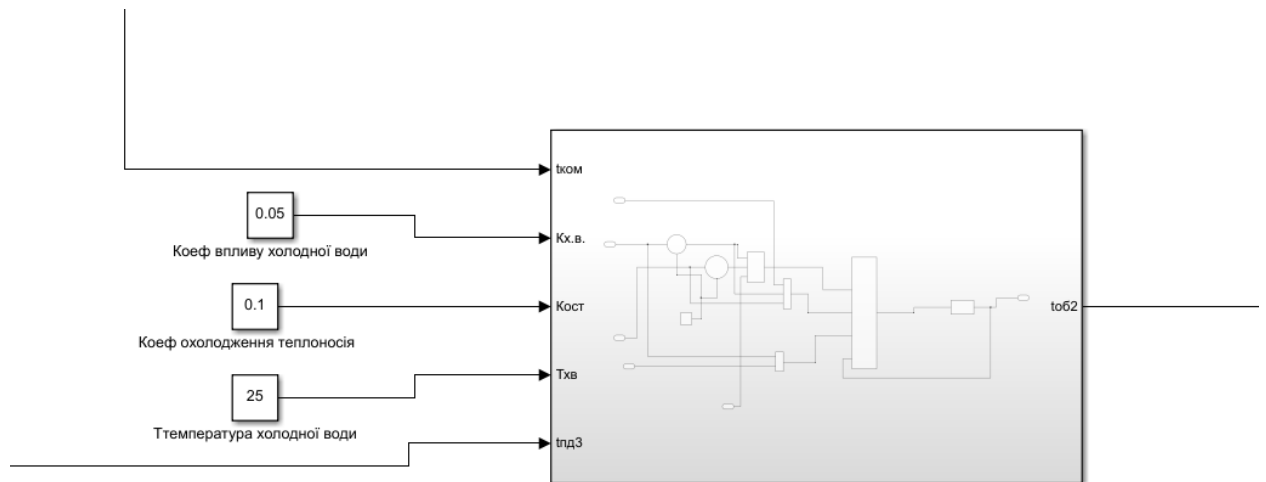 tком
0.05
Коеф впливу холодної води
Кх.в.
0.1
Коеф охолодження теплоносія
Кост
tоб2
25
Ттемпература холодної води
Тхв
tпд3